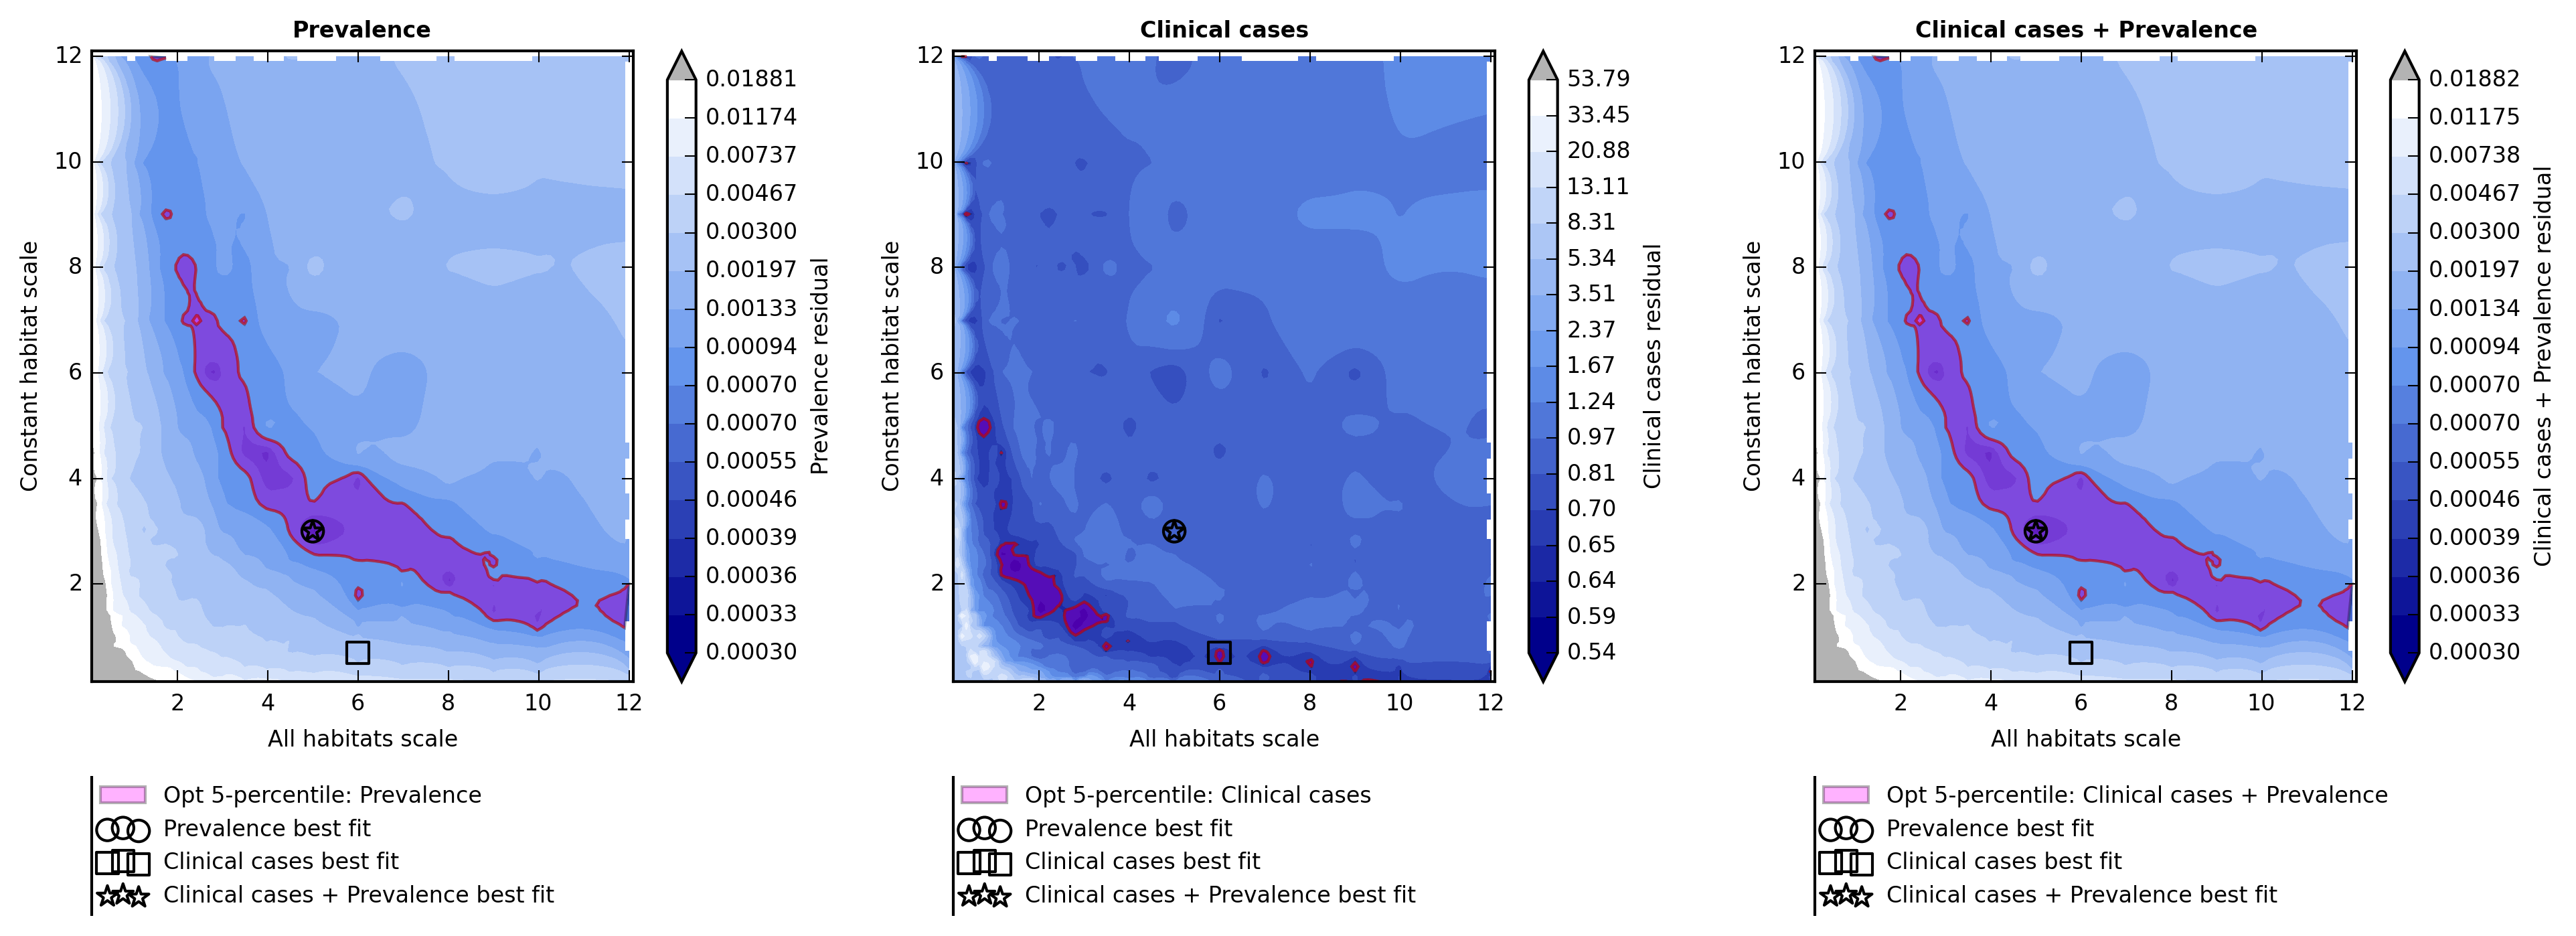 Prevalence
12
10
8
6
4
2
Constant habitat scale
2 4 6 8 10 12
All habitats scale
0.01881
0.01174
0.00737
0.00467
0.00300
0.00197
0.00133
0.00094
0.00070
0.00070
0.00055
0.00046
0.00039
0.00036
0.00033
0.00030
Prevalence residual
Opt 5-percentile: Prevalence
Prevalence best fit
Clinical cases best fit
Clinical cases + Prevalence best fit
Clinical cases
12
10
8
6
4
2
Constant habitat scale
2 4 6 8 10 12
All habitats scale
53.79
33.45
20.88
13.11
8.31
5.34
3.51
2.37
1.67
1.24
0.97
0.81
0.70
0.65
0.64
0.59
0.54
Clinical cases residual
Opt 5-percentile: Clinical cases
Prevalence best fit
Clinical cases best fit
Clinical cases + Prevalence best fit
Clinical cases + Prevalence
12
10
8
6
4
2
Constant habitat scale
2 4 6 8 10 12
All habitats scale
0.01882
0.01175
0.00738
0.00467
0.00300
0.00197
0.00134
0.00094
0.00070
0.00070
0.00055
0.00046
0.00039
0.00036
0.00033
0.00030
Clinical cases + Prevalence residual
Opt 5-percentile: Clinical cases + Prevalence
Prevalence best fit
Clinical cases best fit
Clinical cases + Prevalence best fit